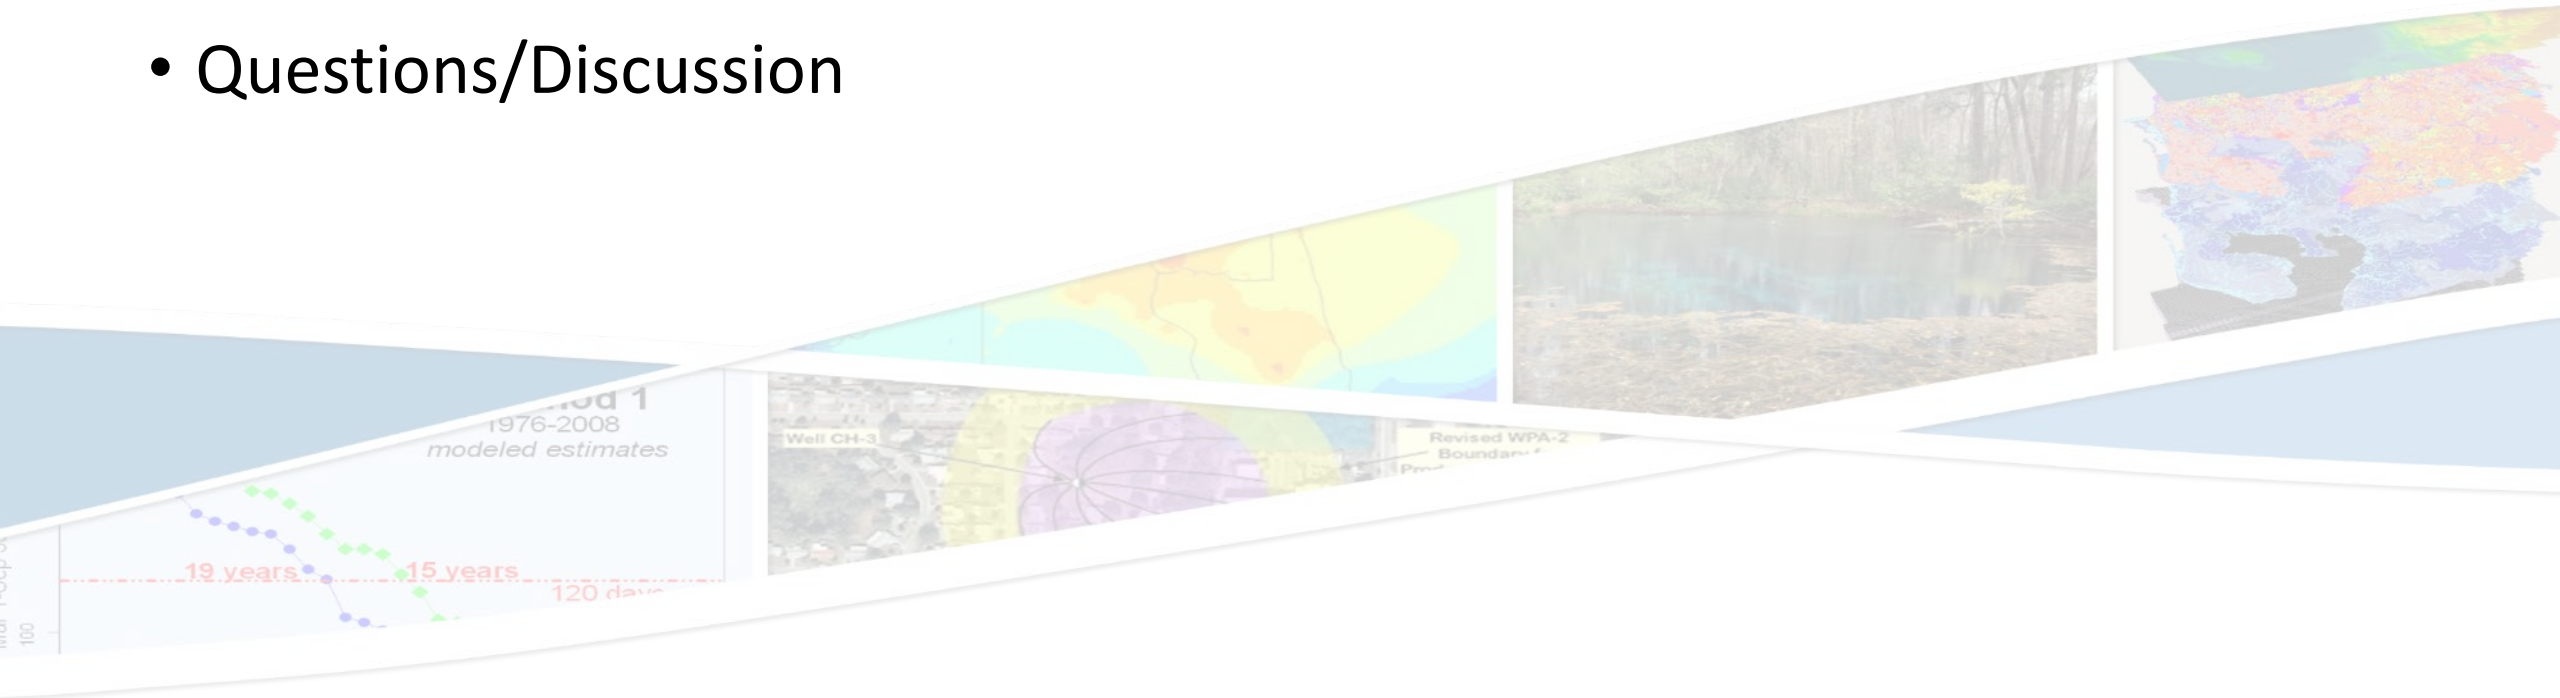 • Questions/Discussion
1976-2008
modeled estimates
Well CH-3
Revised WPA-2
Boundary
19 years
15 years
120 days
100